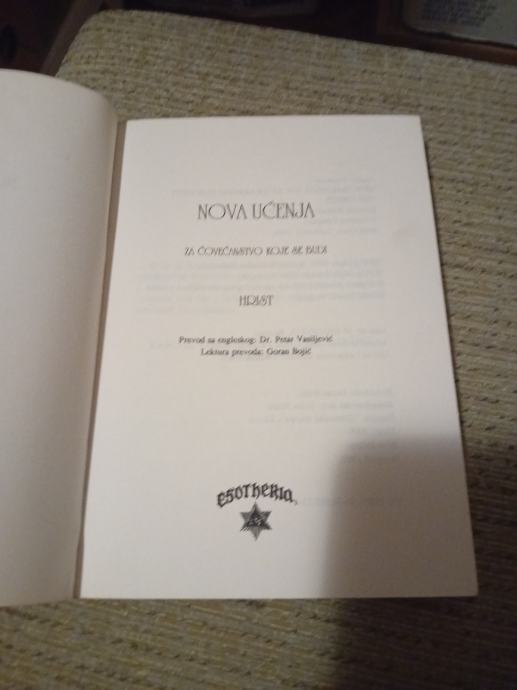 NOVA UČENJA
ZA ČOVEČANSTVO KOJE SE BUDI
HRIST
Prevod sa engleskog: Dr. Petar Vasiljević
Lektura prevoda: Goran Bojić
ESOTHERIA